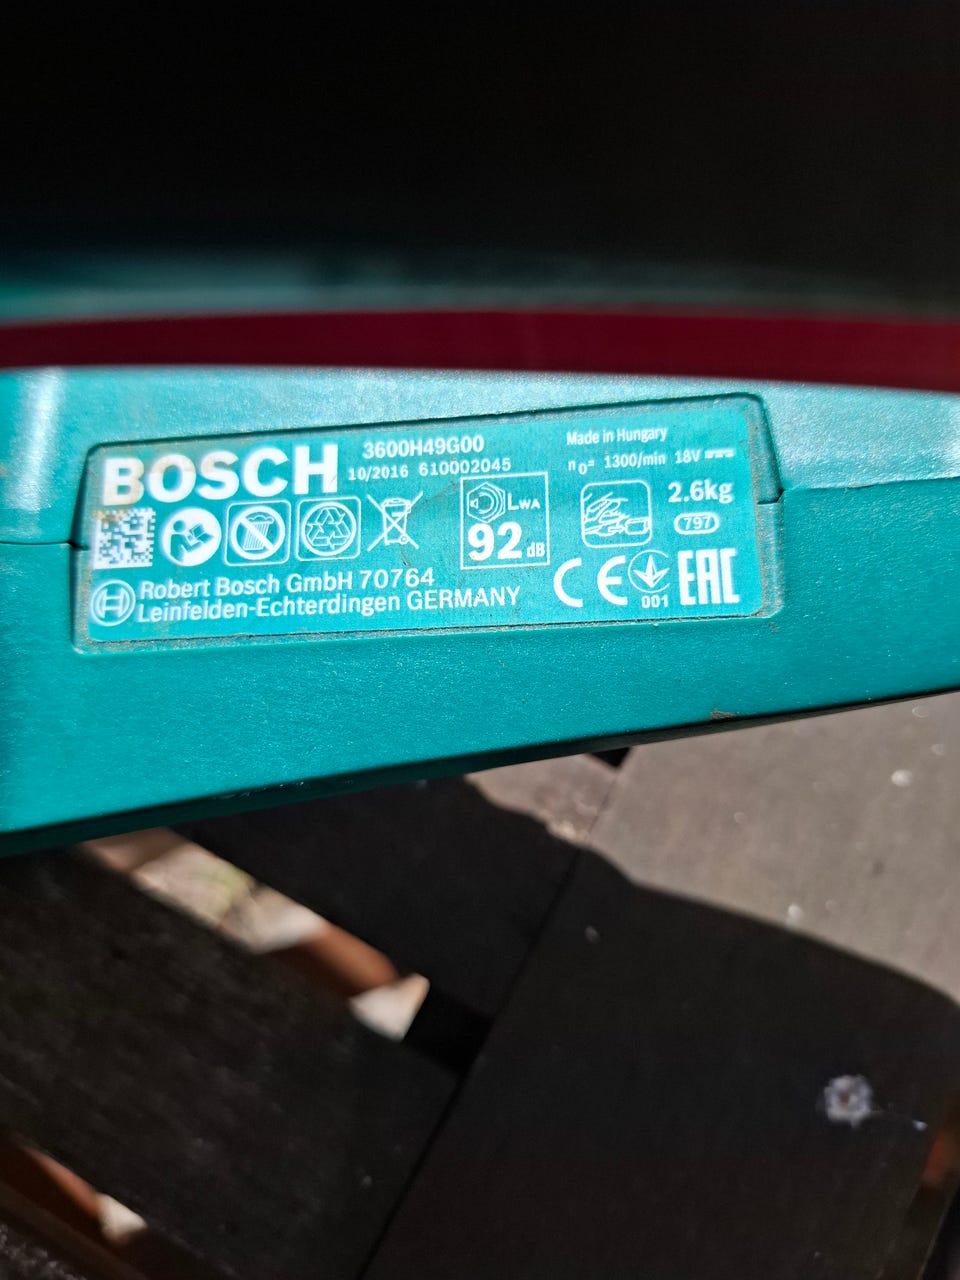 BOSCH
3600H49G00
10/2016 610002045
Made in Hungary
n0= 1300/min 18V
2.6kg
LWA
92 dB
797
Robert Bosch GmbH 70764
Leinfelden-Echterdingen GERMANY
CE
001
EAC